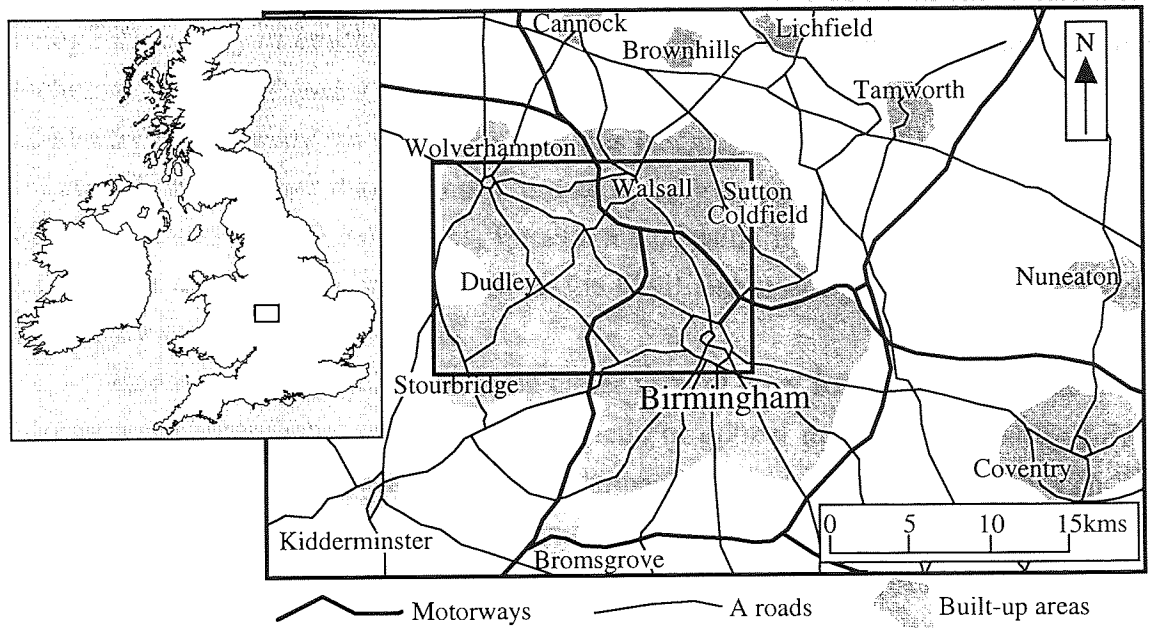 Cannock
Lichfield
Brownhills
N
Tamworth
Wolverhampton
Walsall
Sutton
Coldfield
Nuneaton
Dudley
Stourbridge
Birmingham
Coventry
0 5 10 15kms
Kidderminster
Bromsgrove
Motorways
A roads
Built-up areas